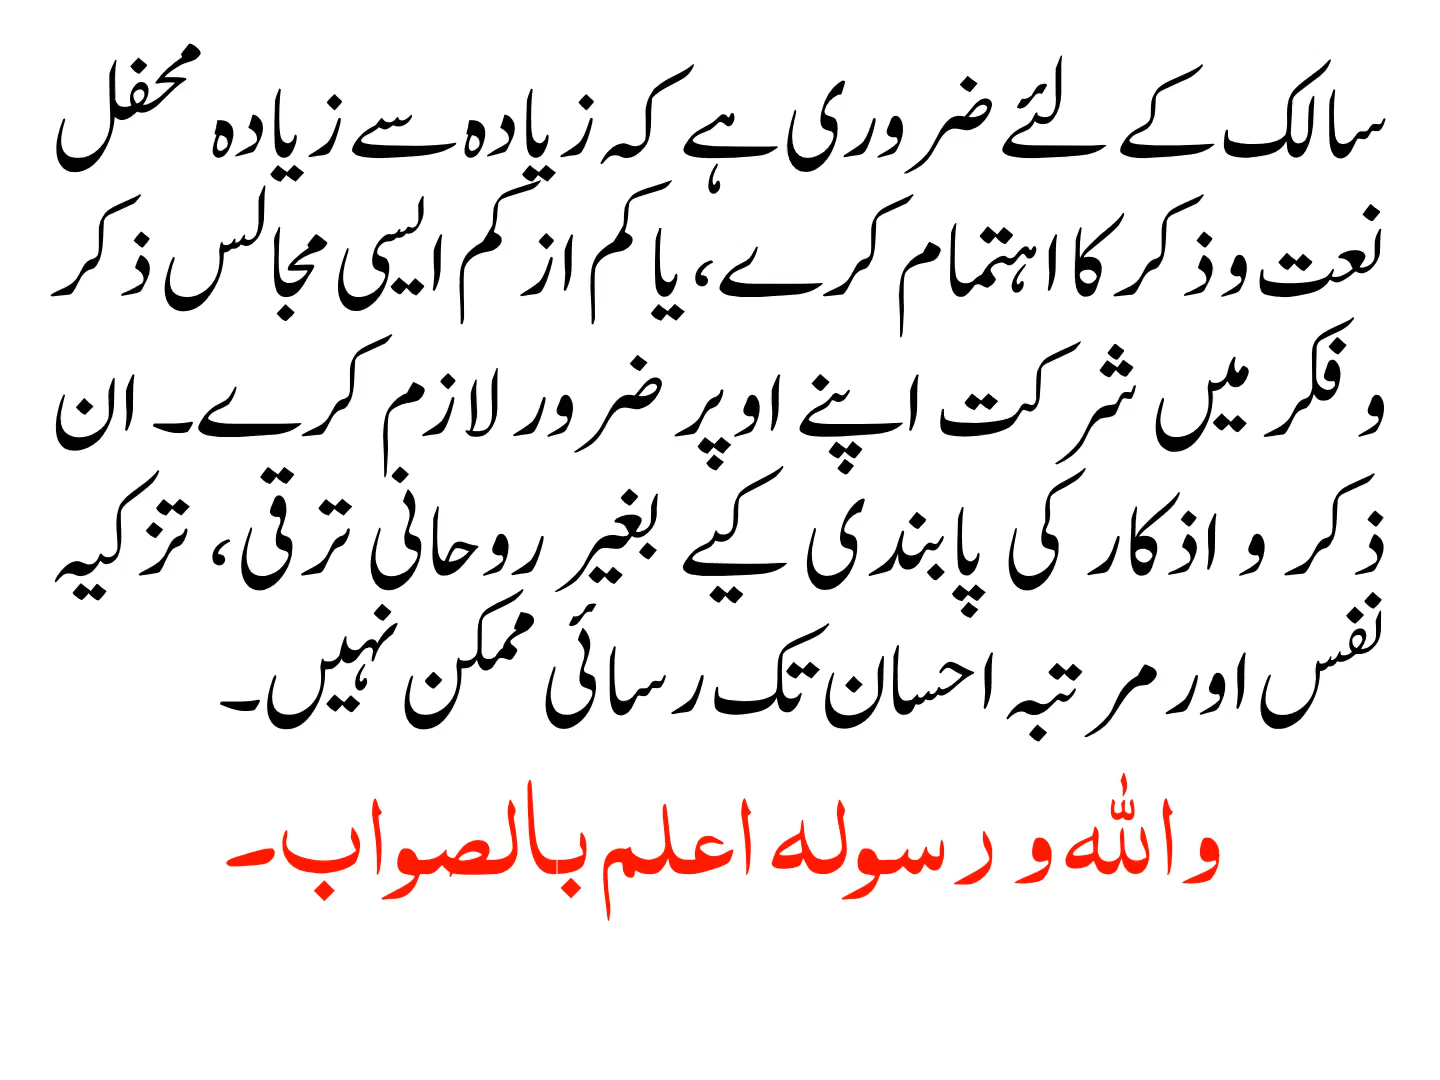 سالک کے لئے ضروری ہے کہ زیادہ سے زیادہ محفل
نعت و ذکر کا اہتمام کرے، یا کم از کم ایسی مجالس ذکر
و فکر میں شرکت اپنے اوپر ضرور لازم کرے۔ ان
ذکر و اذکار کی پابندی کیے بغیر روحانی ترقی، تزکیہ
نفس اور مرتبہ احسان تک رسائی ممکن نہیں۔
واللہ و رسولہ اعلم بالصواب۔